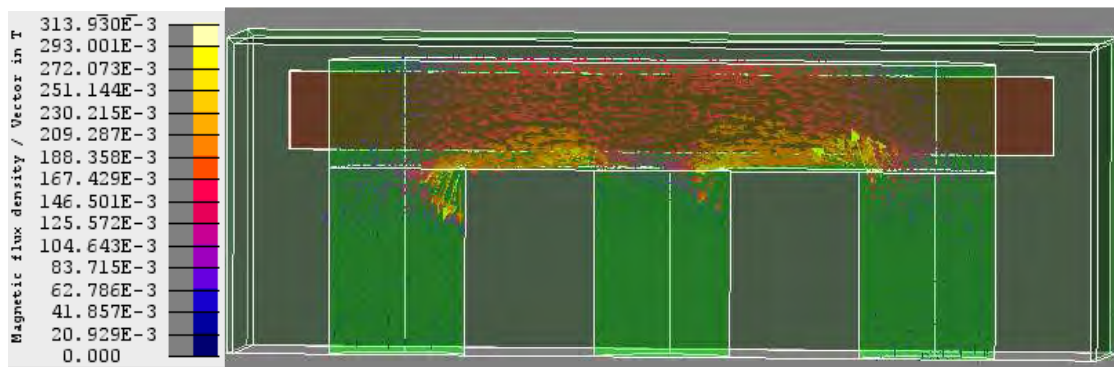 Magnetic flux density / Vector in T
313.930E-3
293.001E-3
272.073E-3
251.144E-3
230.215E-3
209.287E-3
188.358E-3
167.429E-3
146.501E-3
125.572E-3
104.643E-3
83.715E-3
62.786E-3
41.857E-3
20.929E-3
0.000